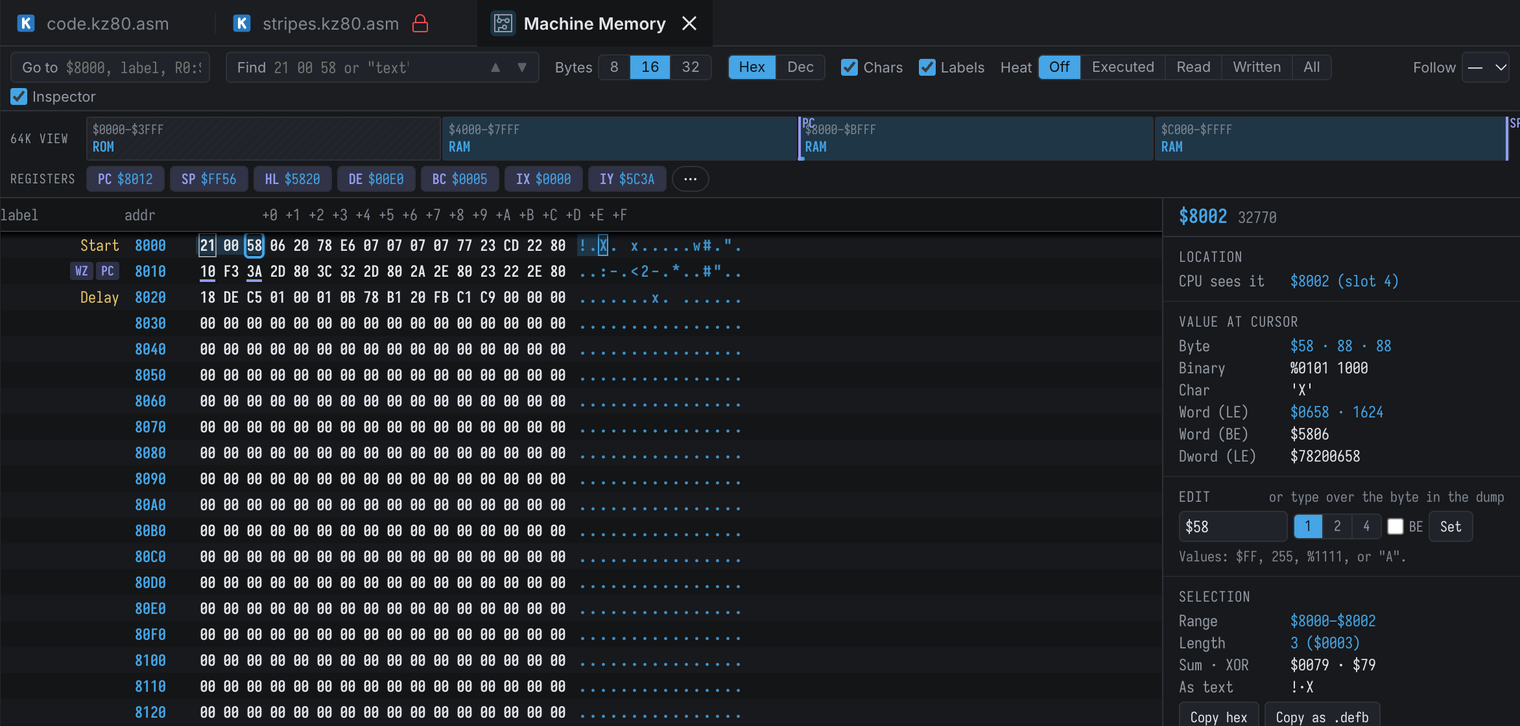 K code.kz80.asm K stripes.kz80.asm Machine Memory
Go to $8000, label, R0:$ Find 21 00 58 or "text" Bytes 8 16 32 Hex Dec Chars Labels Heat Off Executed Read Written All Follow —
Inspector
64K VIEW $0000–$3FFF ROM $4000–$7FFF RAM PC $8000–$BFFF RAM $C000–$FFFF RAM SP
REGISTERS PC $8012 SP $FF56 HL $5820 DE $00E0 BC $0005 IX $0000 IY $5C3A ...
label addr +0 +1 +2 +3 +4 +5 +6 +7 +8 +9 +A +B +C +D +E +F
Start 8000 21 00 58 06 20 78 E6 07 07 07 07 77 23 CD 22 80 !.X. x.....w#.".
WZ PC 8010 10 F3 3A 2D 80 3C 32 2D 80 2A 2E 80 23 22 2E 80 ..:-.<2-.*..#"..
Delay 8020 18 DE C5 01 00 01 0B 78 B1 20 FB C1 C9 00 00 00 .......x. ......
8030 00 00 00 00 00 00 00 00 00 00 00 00 00 00 00 00 ................
8040 00 00 00 00 00 00 00 00 00 00 00 00 00 00 00 00 ................
8050 00 00 00 00 00 00 00 00 00 00 00 00 00 00 00 00 ................
8060 00 00 00 00 00 00 00 00 00 00 00 00 00 00 00 00 ................
8070 00 00 00 00 00 00 00 00 00 00 00 00 00 00 00 00 ................
8080 00 00 00 00 00 00 00 00 00 00 00 00 00 00 00 00 ................
8090 00 00 00 00 00 00 00 00 00 00 00 00 00 00 00 00 ................
80A0 00 00 00 00 00 00 00 00 00 00 00 00 00 00 00 00 ................
80B0 00 00 00 00 00 00 00 00 00 00 00 00 00 00 00 00 ................
80C0 00 00 00 00 00 00 00 00 00 00 00 00 00 00 00 00 ................
80D0 00 00 00 00 00 00 00 00 00 00 00 00 00 00 00 00 ................
80E0 00 00 00 00 00 00 00 00 00 00 00 00 00 00 00 00 ................
80F0 00 00 00 00 00 00 00 00 00 00 00 00 00 00 00 00 ................
8100 00 00 00 00 00 00 00 00 00 00 00 00 00 00 00 00 ................
8110 00 00 00 00 00 00 00 00 00 00 00 00 00 00 00 00 ................
8120 00 00 00 00 00 00 00 00 00 00 00 00 00 00 00 00 ................
$8002 32770
LOCATION
CPU sees it $8002 (slot 4)
VALUE AT CURSOR
Byte $58 · 88 · 88
Binary %0101 1000
Char 'X'
Word (LE) $0658 · 1624
Word (BE) $5806
Dword (LE) $78200658
EDIT or type over the byte in the dump
$58 1 2 4 BE Set
Values: $FF, 255, %1111, or "A".
SELECTION
Range $8000–$8002
Length 3 ($0003)
Sum · XOR $0079 · $79
As text !·X
Copy hex Copy as .defb